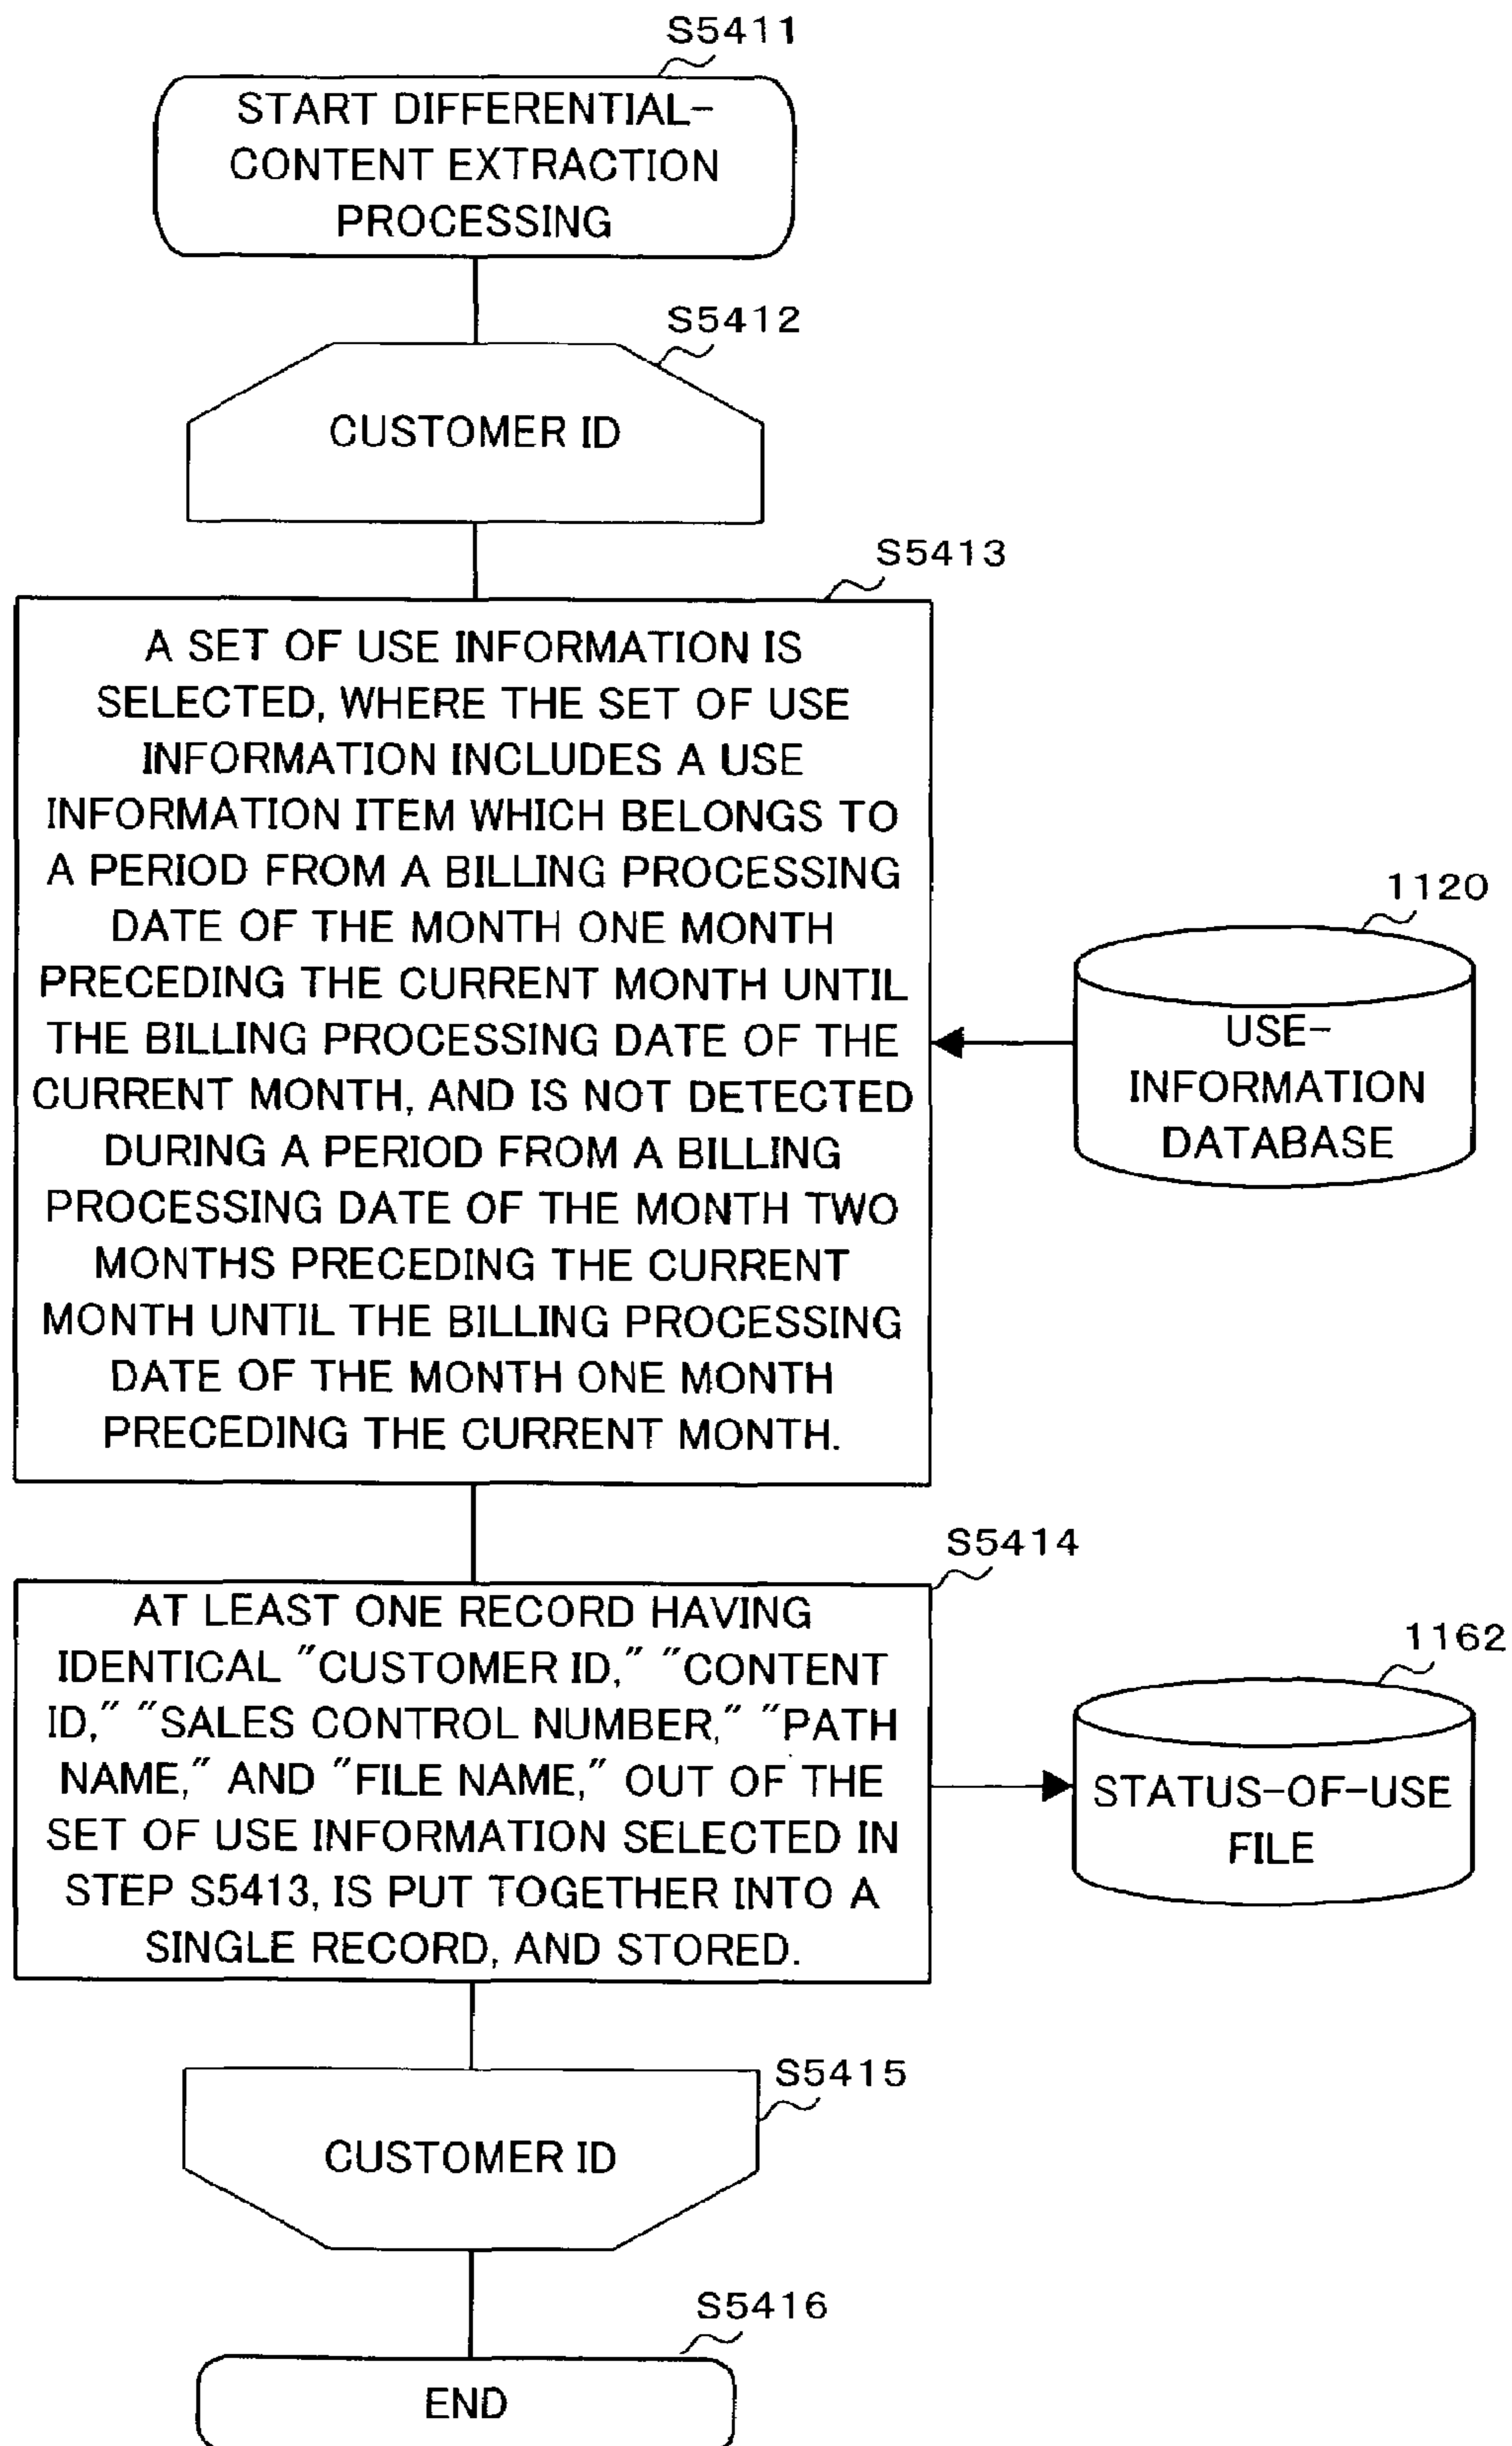 S5411
START DIFFERENTIAL-
CONTENT EXTRACTION
PROCESSING
S5412
CUSTOMER ID
S5413
A SET OF USE INFORMATION IS
SELECTED, WHERE THE SET OF USE
INFORMATION INCLUDES A USE
INFORMATION ITEM WHICH BELONGS TO
A PERIOD FROM A BILLING PROCESSING
DATE OF THE MONTH ONE MONTH
PRECEDING THE CURRENT MONTH UNTIL
THE BILLING PROCESSING DATE OF THE
CURRENT MONTH, AND IS NOT DETECTED
DURING A PERIOD FROM A BILLING
PROCESSING DATE OF THE MONTH TWO
MONTHS PRECEDING THE CURRENT
MONTH UNTIL THE BILLING PROCESSING
DATE OF THE MONTH ONE MONTH
PRECEDING THE CURRENT MONTH.
1120
USE-
INFORMATION
DATABASE
S5414
AT LEAST ONE RECORD HAVING
IDENTICAL "CUSTOMER ID," "CONTENT
ID," "SALES CONTROL NUMBER," "PATH
NAME," AND "FILE NAME," OUT OF THE
SET OF USE INFORMATION SELECTED IN
STEP S5413, IS PUT TOGETHER INTO A
SINGLE RECORD, AND STORED.
1162
STATUS-OF-USE
FILE
S5415
CUSTOMER ID
S5416
END